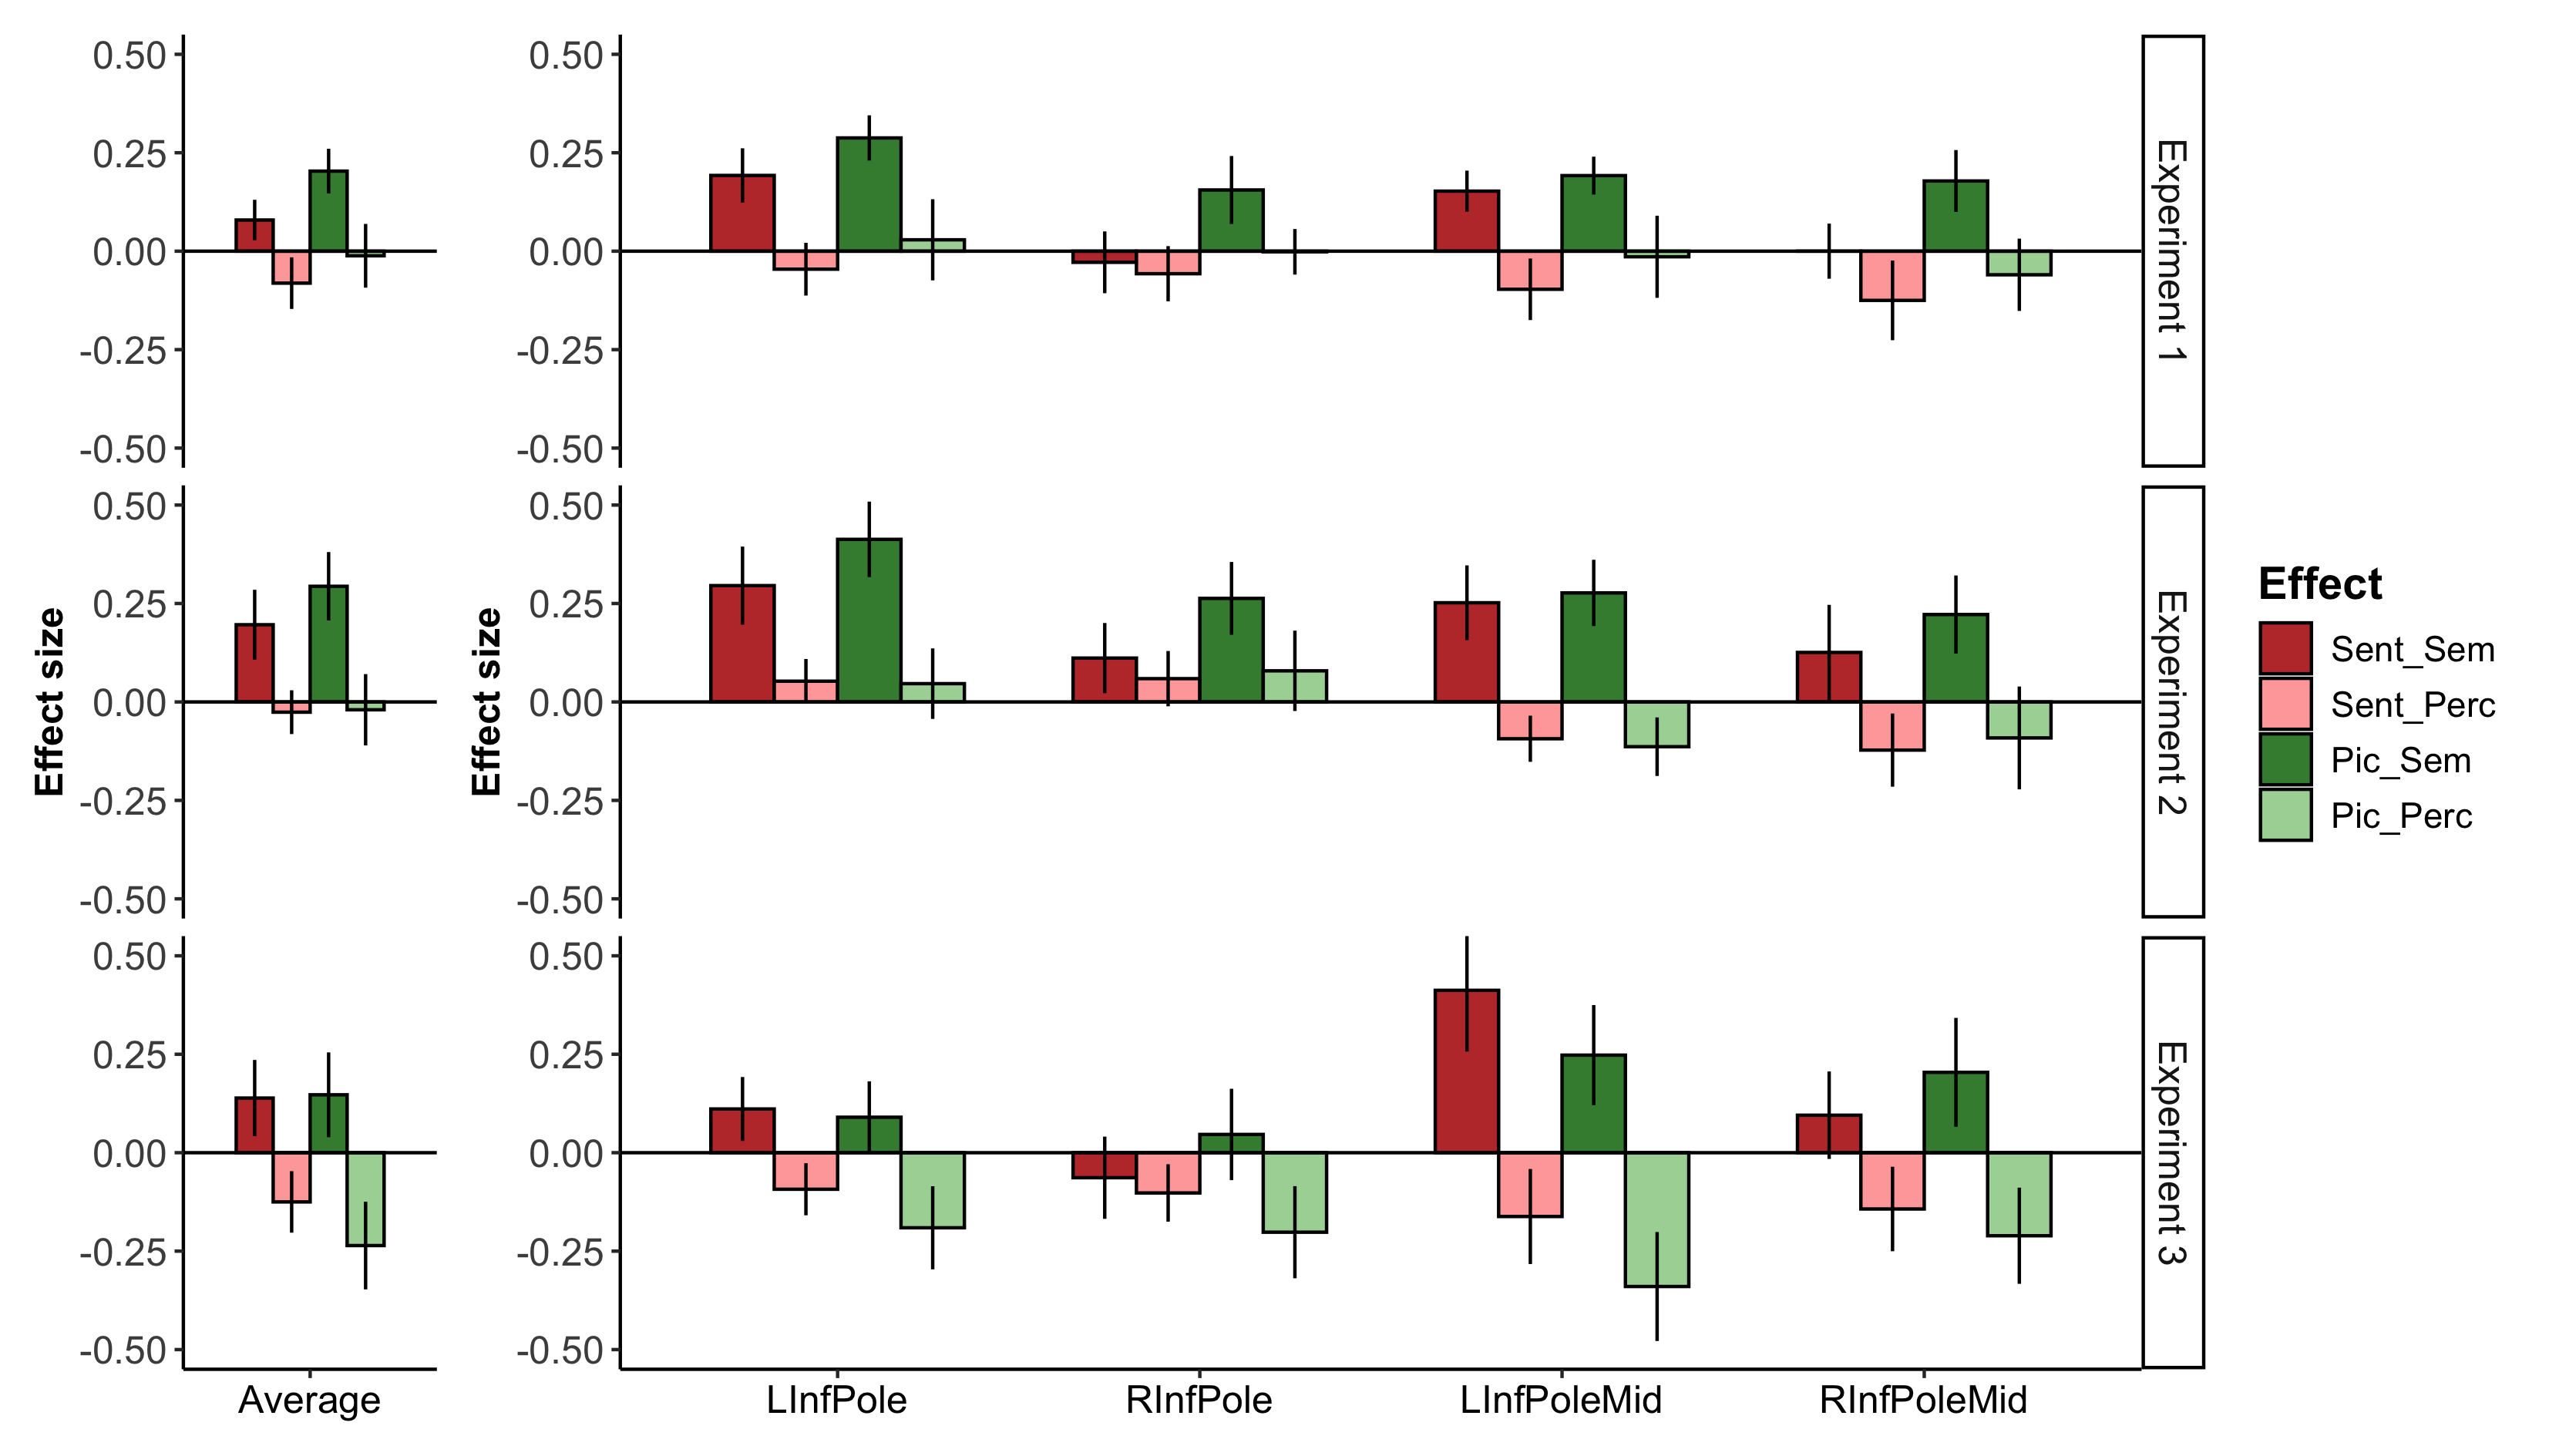 0.50
0.25
0.00
-0.25
-0.50
0.50
0.25
0.00
-0.25
-0.50
Experiment 1
Effect size
0.50
0.25
0.00
-0.25
-0.50
Effect size
0.50
0.25
0.00
-0.25
-0.50
Experiment 2
0.50
0.25
0.00
-0.25
-0.50
0.50
0.25
0.00
-0.25
-0.50
Experiment 3
Average
LInfPole
RInfPole
LInfPoleMid
RInfPoleMid
Effect
Sent_Sem
Sent_Perc
Pic_Sem
Pic_Perc